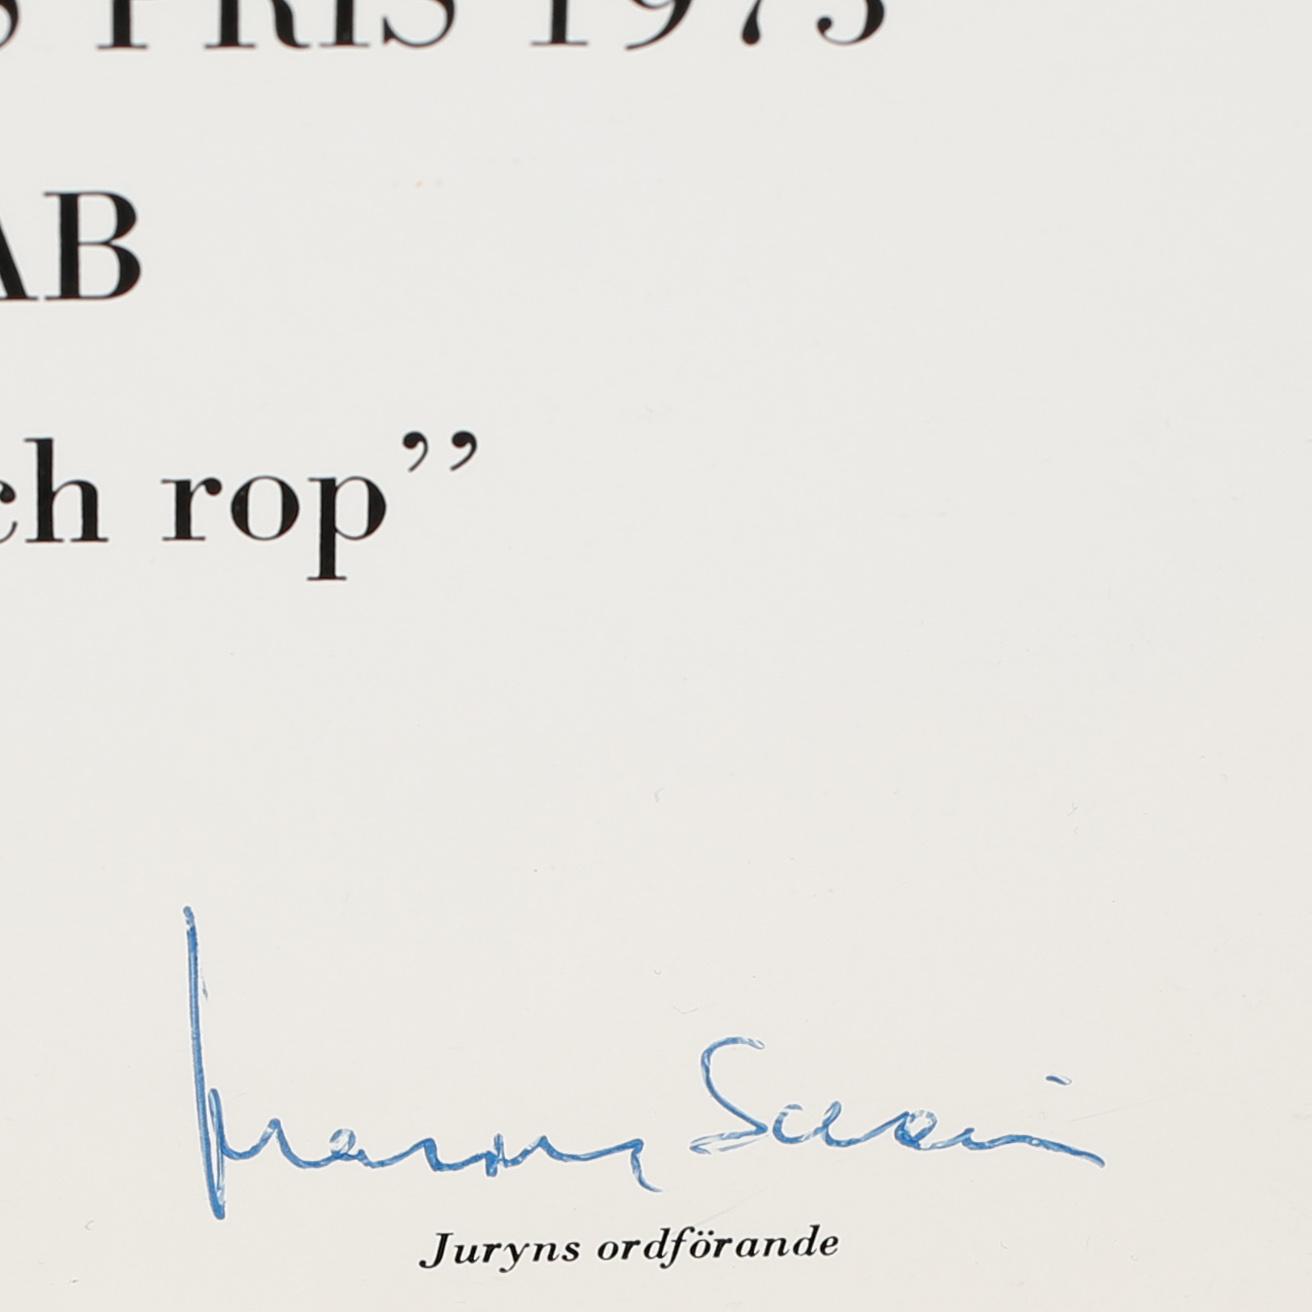 PRIS 1973
AB
ch rop”
Juryns ordförande